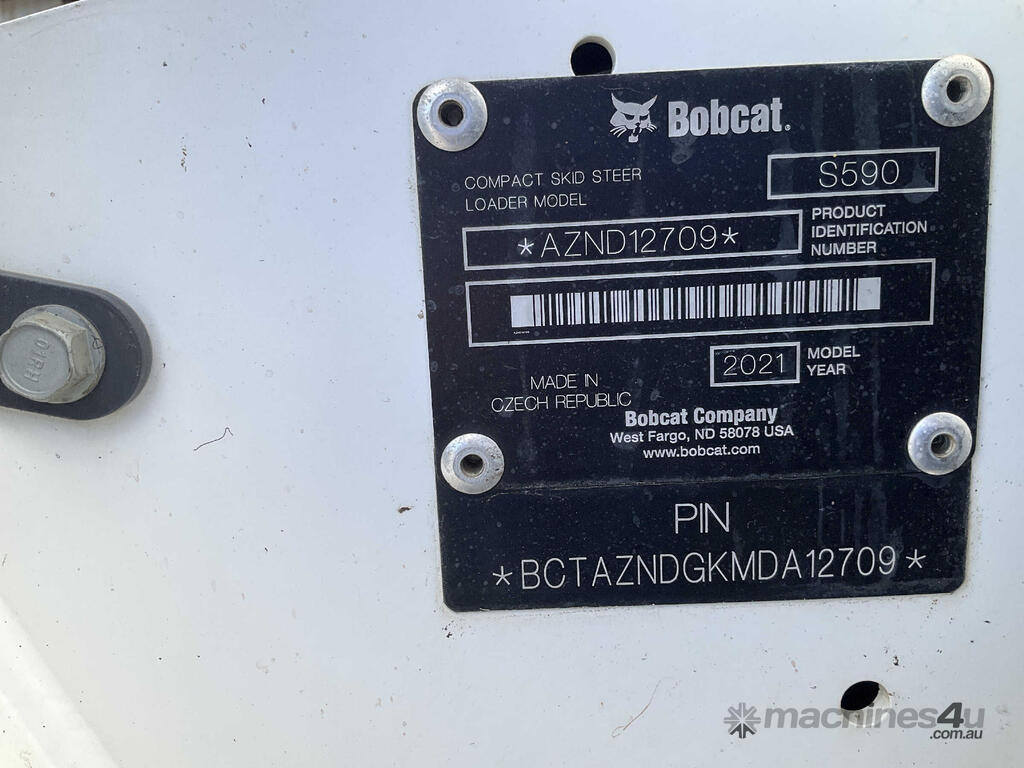 Bobcat.
COMPACT SKID STEER
LOADER MODEL
S590
*AZND12709*
PRODUCT
IDENTIFICATION
NUMBER
2021
MODEL
YEAR
MADE IN
CZECH REPUBLIC
Bobcat Company
West Fargo, ND 58078 USA
www.bobcat.com
PIN
*BCTAZNDGKMDA12709*
machines4u
.com.au